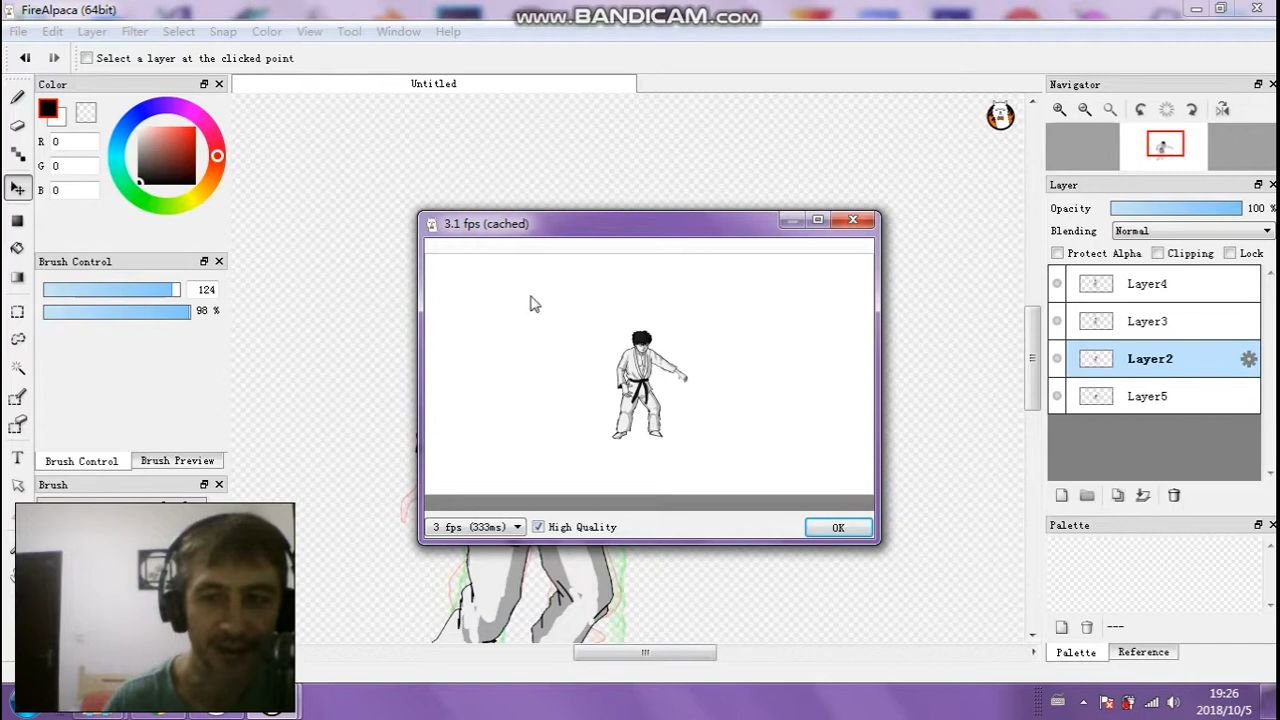 FireAlpaca (64bit)
www.BANDICAM.com
File Edit Layer Filter Select Snap Color View Tool Window Help
Select a layer at the clicked point
Color
Untitled
Navigator
R 0
G 0
B 0
Layer
Opacity 100 %
Blending Normal
Protect Alpha Clipping Lock
3.1 fps (cached)
Brush Control
124
98 %
Layer4
Layer3
Layer2
Layer5
Brush Control Brush Preview
Brush
3 fps (333ms) High Quality OK
Palette
---
Palette Reference
T
19:26
2018/10/5